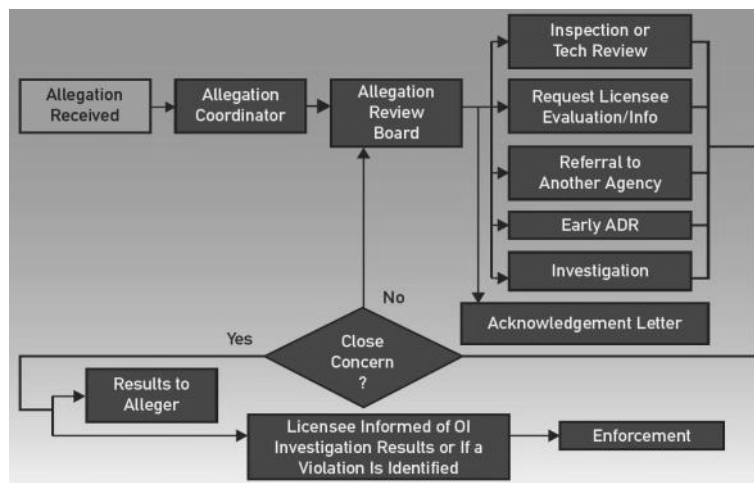 Allegation
Received
Allegation
Coordinator
Allegation
Review
Board
Inspection or
Tech Review
Request Licensee
Evaluation/Info
Referral to
Another Agency
Early ADR
Investigation
Acknowledgement Letter
No
Yes
Close
Concern
?
Results to
Alleger
Licensee Informed of OI
Investigation Results or If a
Violation Is Identified
Enforcement